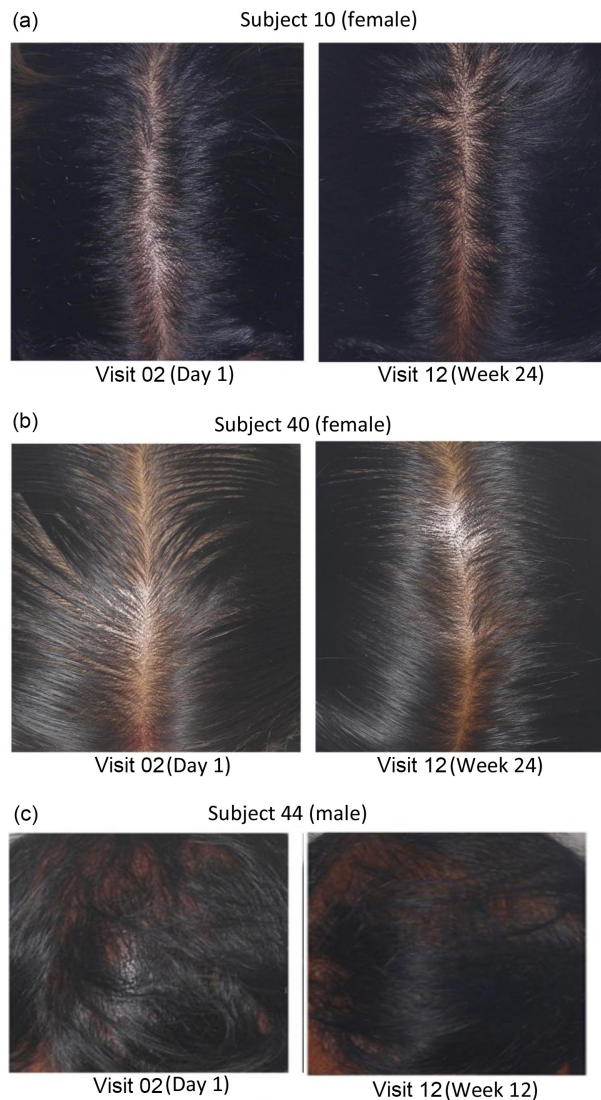 (a)
Subject 10 (female)
Visit 02 (Day 1)
Visit 12 (Week 24)
(b)
Subject 40 (female)
Visit 02 (Day 1)
Visit 12 (Week 24)
(c)
Subject 44 (male)
Visit 02 (Day 1)
Visit 12 (Week 12)